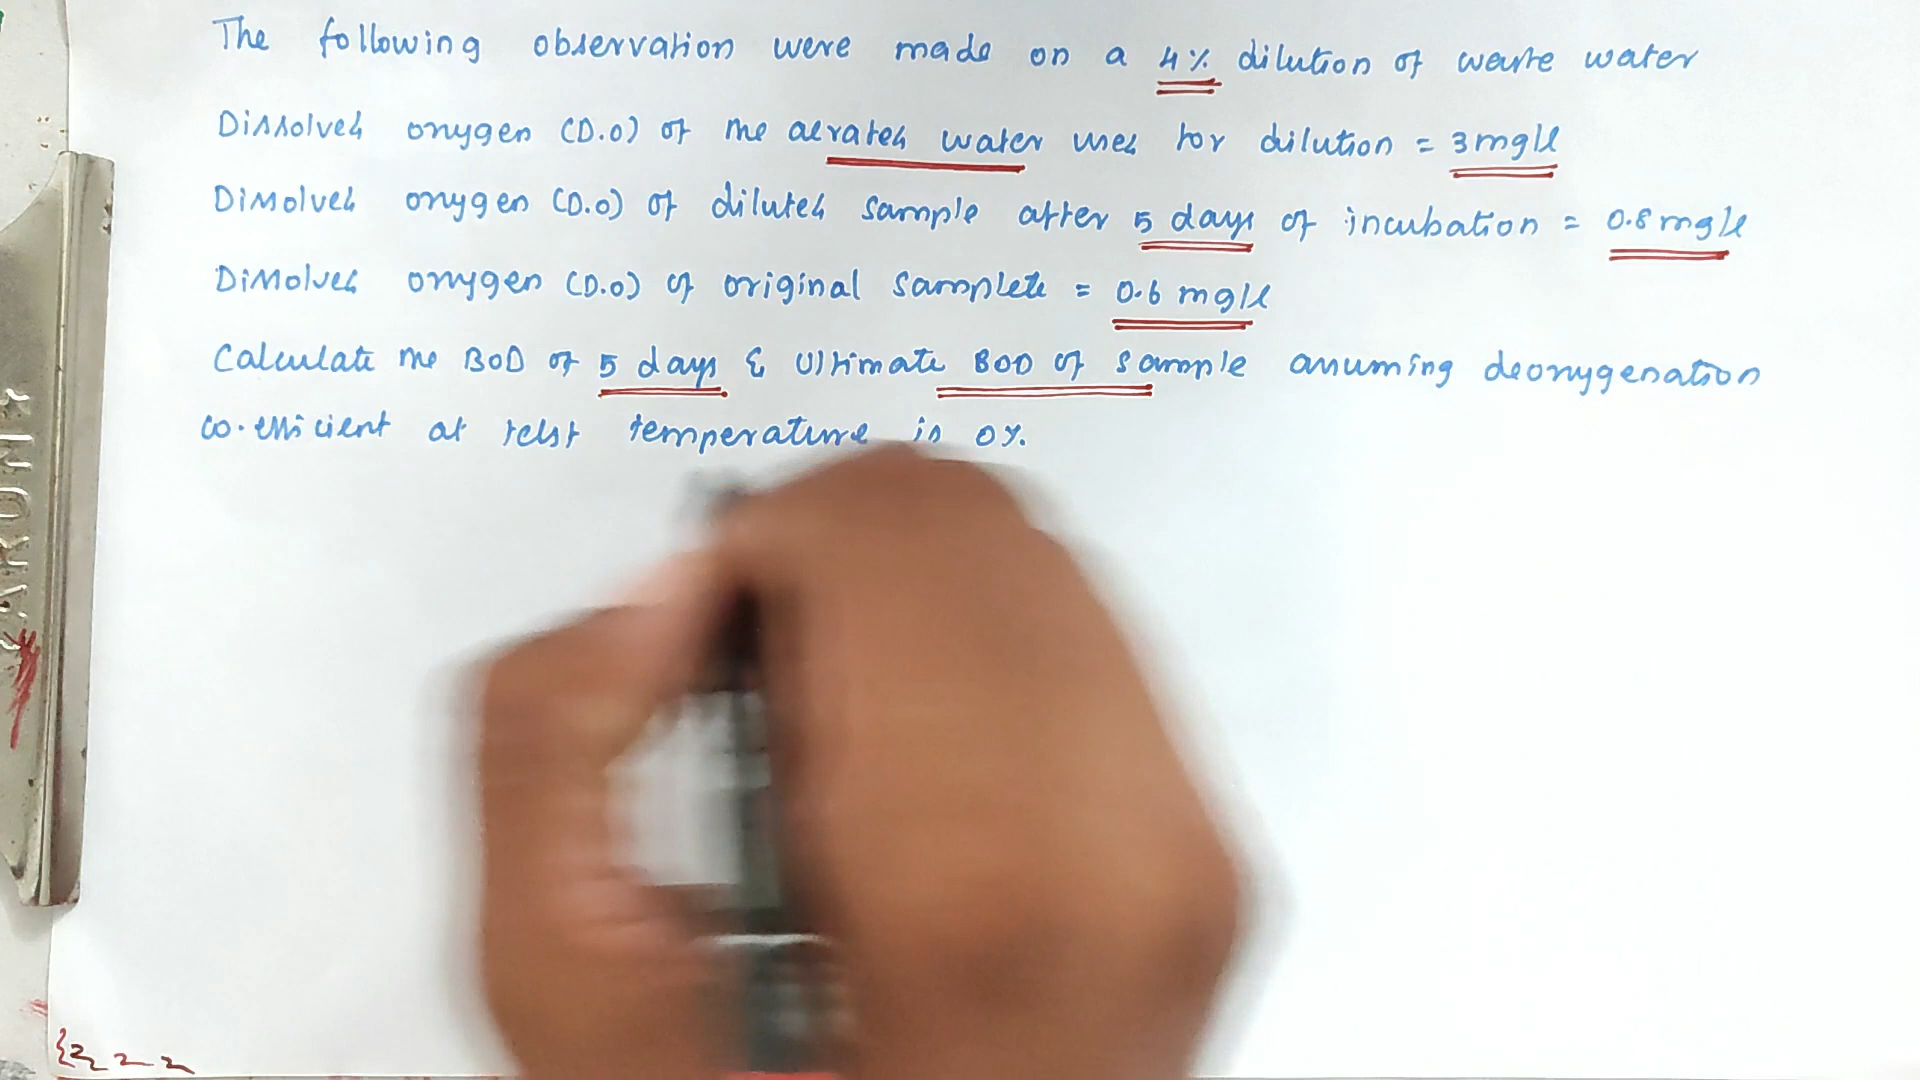 The following observation were made on a 4% dilution of waste water
Dissolved oxygen (D.O) of the aerated water used for dilution = 3mg/l
Dissolved oxygen (D.O) of diluted sample after 5 days of incubation = 0.8 mg/l
Dissolved oxygen (D.O) of original samplete = 0.6 mg/l
Calculate the BOD of 5 days & Ultimate BOD of sample assuming deoxygenation
co-efficient at test temperature is 0%.